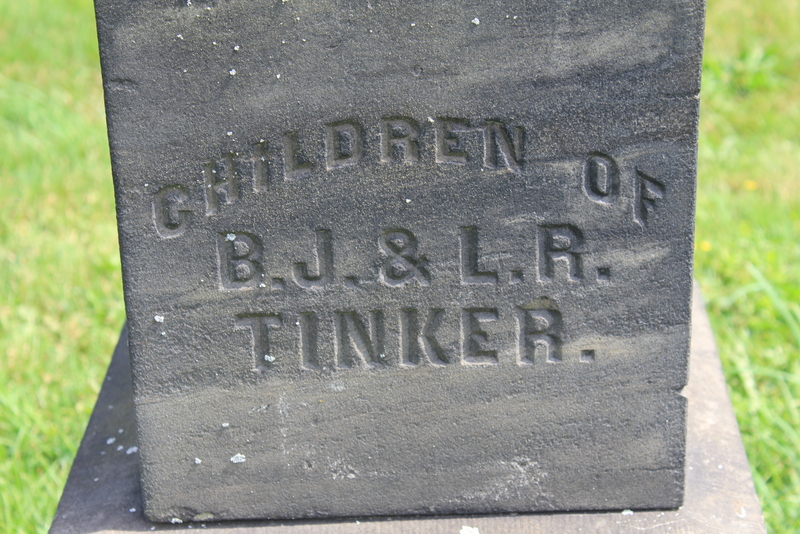 CHILDREN OF
B.J. & L.R.
TINKER.